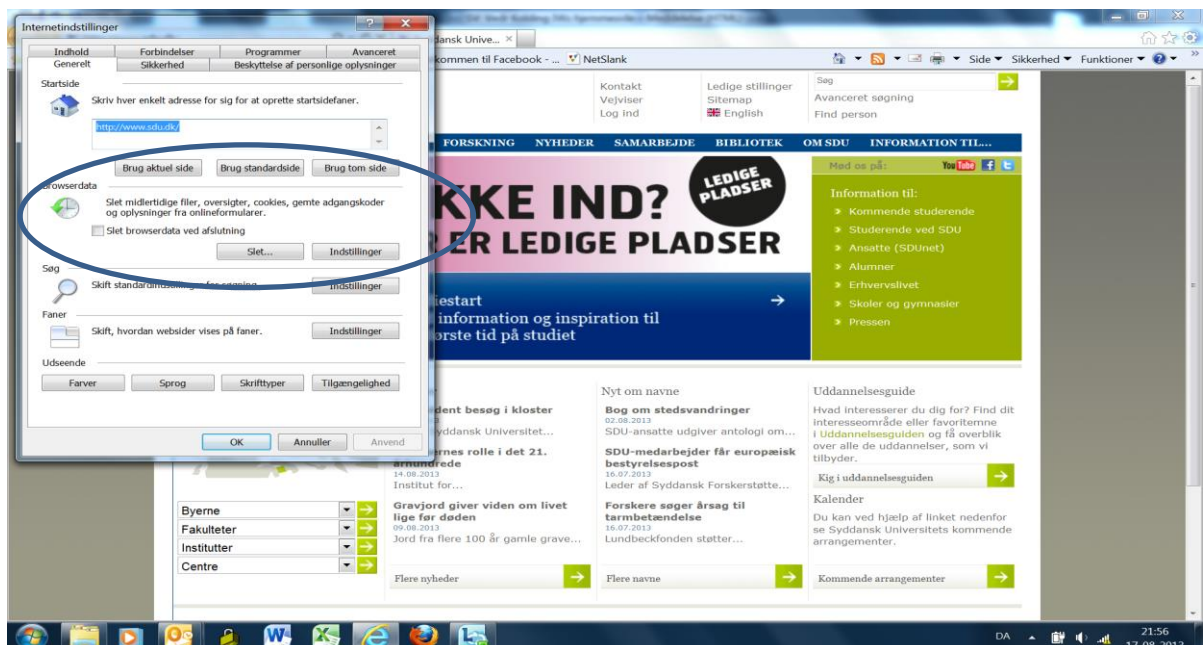 Internetindstillinger
Indhold Forbindelser Programmer Avanceret
Generelt Sikkerhed Beskyttelse af personlige oplysninger
Startside
Skriv hver enkelt adresse for sig for at oprette startsidefaner.
http://www.sdu.dk/
Brug aktuel side Brug standardside Brug tom side
Browserdata
Slet midlertidige filer, oversigter, cookies, gemte adgangskoder
og oplysninger fra onlineformularer.
Slet browserdata ved afslutning
Slet... Indstillinger
Søg
Skift Indstillinger
Faner
Skift, hvordan websider vises på faner. Indstillinger
Udseende
Farver Sprog Skrifttyper Tilgængelighed
OK Annuller Anvend
dansk Unive...
kommen til Facebook - ... NetSlank
Side Sikkerhed Funktioner
Kontakt
Vejviser
Log ind
Ledige stillinger
Sitemap
English
Søg
Avanceret søgning
Find person
FORSKNING NYHEDER SAMARBEJDE BIBLIOTEK OM SDU INFORMATION TIL...
KKE IND?
LEDIGE
PLADSER
ER LEDIGE PLADSER
Mød os på: You Tube
Information til:
Kommende studerende
Studerende ved SDU
Ansatte (SDUnet)
Alumner
Erhvervslivet
Skoler og gymnasier
Pressen
iestart
information og inspiration til
ørste tid på studiet
dent besøg i kloster
yddansk Universitet...
ernes rolle i det 21.
århundrede
14.08.2013
Institut for...
Gravjord giver viden om livet
lige før døden
09.08.2013
Jord fra flere 100 år gamle grave...
Flere nyheder
Nyt om navne
Bog om stedsvandringer
02.08.2013
SDU-ansatte udgiver antologi om...
SDU-medarbejder får europæisk
bestyrelsespost
16.07.2013
Leder af Syddansk Forskerstøtte...
Forskere søger årsag til
tarmbetændelse
16.07.2013
Lundbeckfonden støtter...
Flere navne
Uddannelsesguide
Hvad interesserer du dig for? Find dit
interesseområde eller favoritemne
i Uddannelsesguiden og få overblik
over alle de uddannelser, som vi
tilbyder.
Kig i uddannelsesguiden
Kalender
Du kan ved hjælp af linket nedenfor
se Syddansk Universitets kommende
arrangementer.
Kommende arrangementer
Byerne
Fakulteter
Institutter
Centre
DA
21:56
17-08-2013